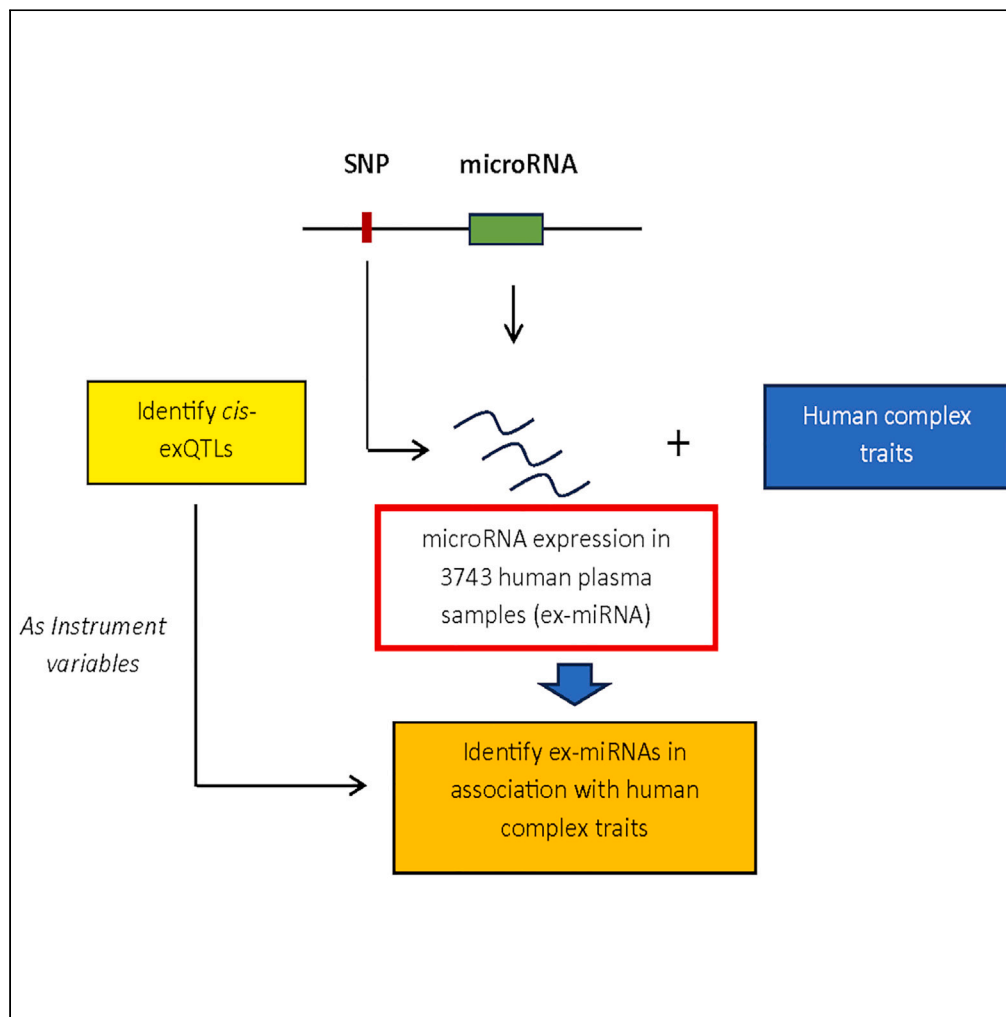 SNP microRNA
Identify cis-
exQTLs
+
Human complex
traits
microRNA expression in
3743 human plasma
samples (ex-miRNA)
As Instrument
variables
Identify ex-miRNAs in
association with human
complex traits